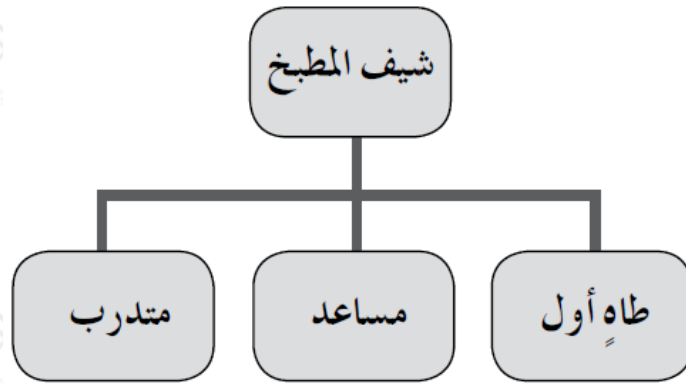 شيف المطبخ
طاهٍ أول
مساعد
متدرب